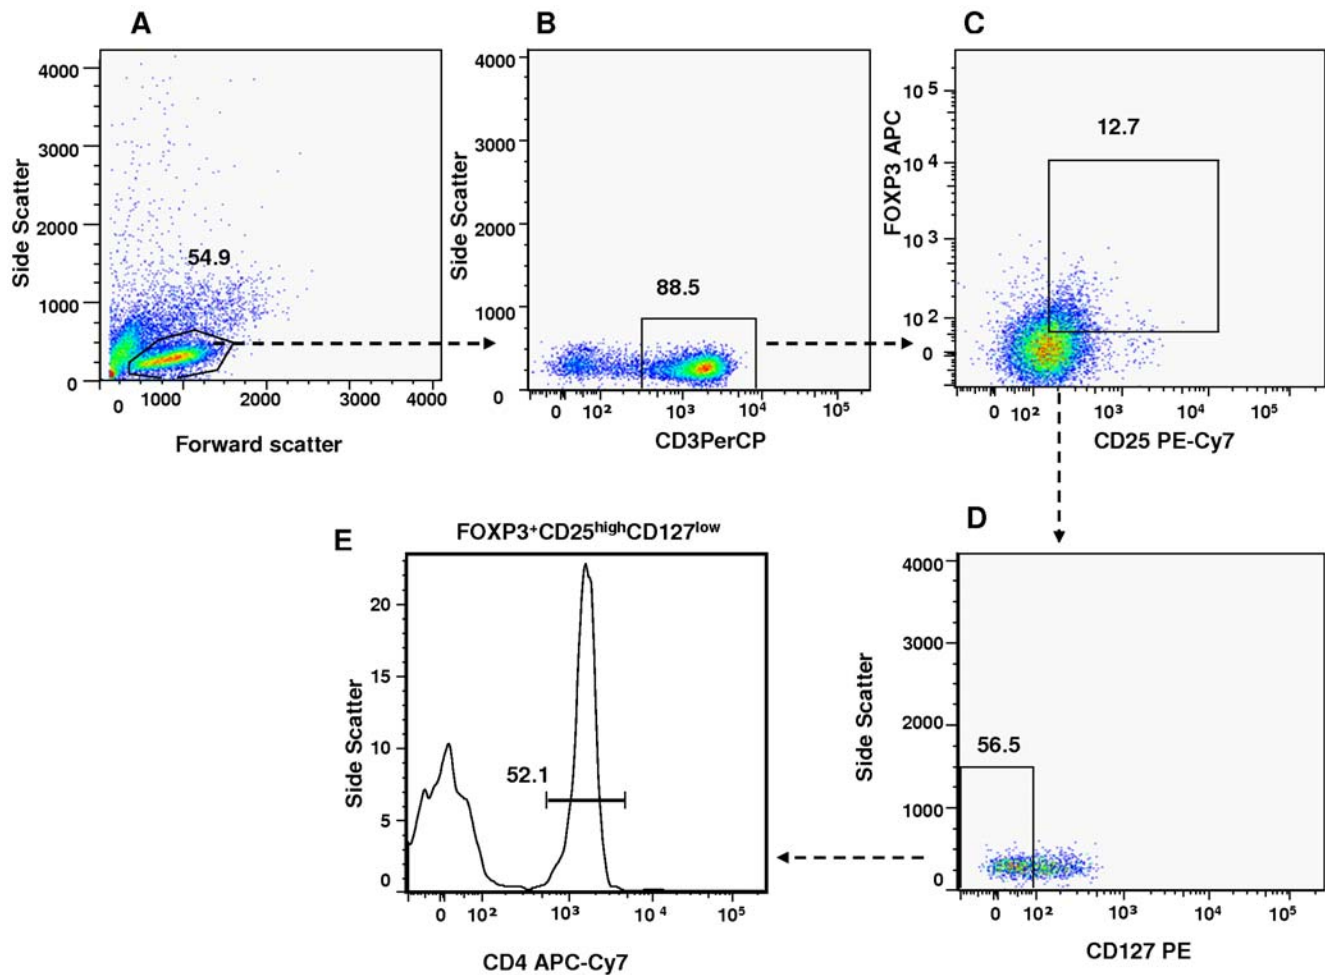 A
Side Scatter
4000
3000
2000
1000
0
54.9
0 1000 2000 3000 4000
Forward scatter
B
Side Scatter
4000
3000
2000
1000
0
88.5
0 10² 10³ 10⁴ 10⁵
CD3PerCP
C
FOXP3 APC
10⁵
10⁴
10³
10²
0
12.7
0 10² 10³ 10⁴ 10⁵
CD25 PE-Cy7
E
FOXP3⁺CD25ʰⁱᵍʰCD127ˡᵒʷ
Side Scatter
20
15
10
5
0
52.1
0 10² 10³ 10⁴ 10⁵
CD4 APC-Cy7
D
Side Scatter
4000
3000
2000
1000
0
56.5
0 10² 10³ 10⁴ 10⁵
CD127 PE